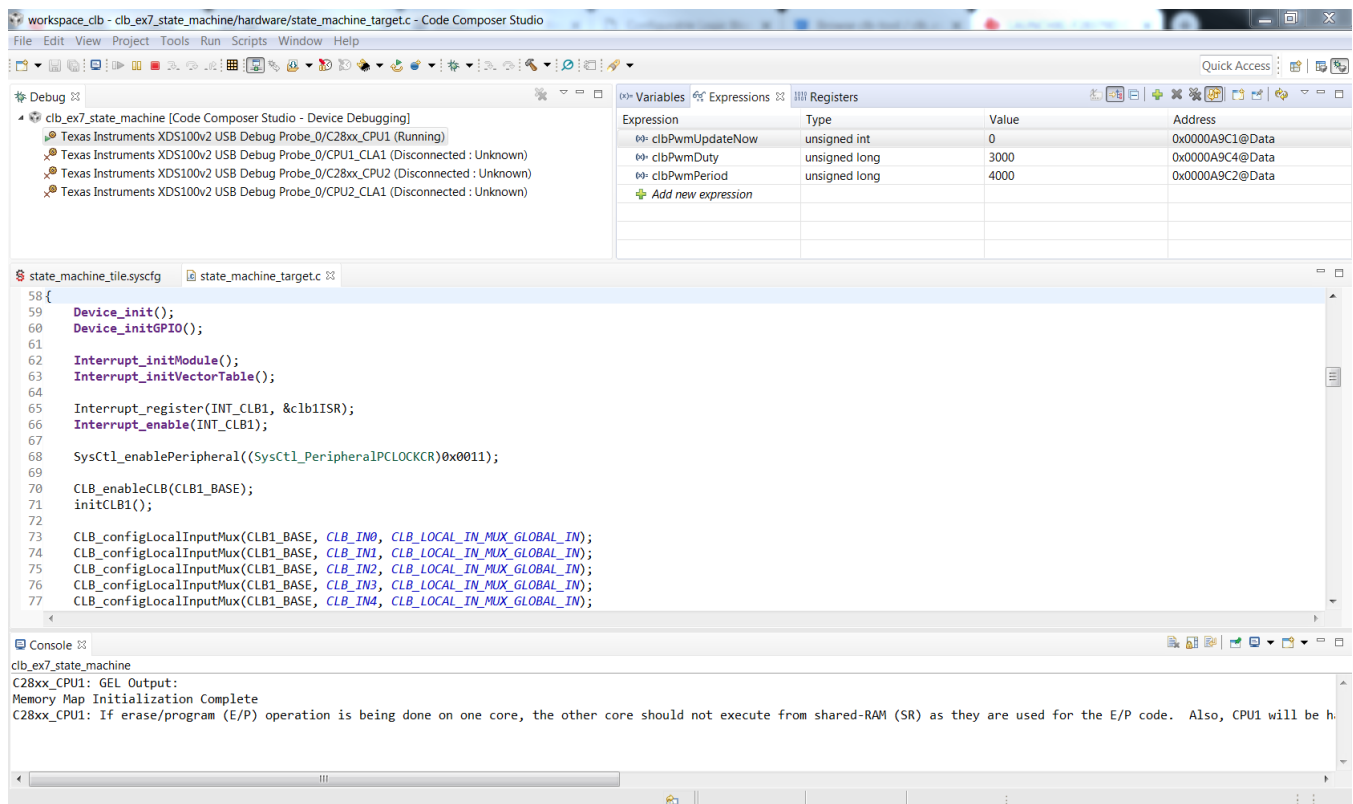 workspace_clb - clb_ex7_state_machine/hardware/state_machine_target.c - Code Composer Studio
File Edit View Project Tools Run Scripts Window Help
Quick Access
Debug
clb_ex7_state_machine [Code Composer Studio - Device Debugging]
Texas Instruments XDS100v2 USB Debug Probe_0/C28xx_CPU1 (Running)
Texas Instruments XDS100v2 USB Debug Probe_0/CPU1_CLA1 (Disconnected : Unknown)
Texas Instruments XDS100v2 USB Debug Probe_0/C28xx_CPU2 (Disconnected : Unknown)
Texas Instruments XDS100v2 USB Debug Probe_0/CPU2_CLA1 (Disconnected : Unknown)
(x)= Variables Expressions 1010 Registers
Expression Type Value Address
(x)= clbPwmUpdateNow unsigned int 0 0x0000A9C1@Data
(x)= clbPwmDuty unsigned long 3000 0x0000A9C4@Data
(x)= clbPwmPeriod unsigned long 4000 0x0000A9C2@Data
Add new expression
state_machine_tile.syscfg state_machine_target.c
58 {
59 Device_init();
60 Device_initGPIO();
61
62 Interrupt_initModule();
63 Interrupt_initVectorTable();
64
65 Interrupt_register(INT_CLB1, &clb1ISR);
66 Interrupt_enable(INT_CLB1);
67
68 SysCtl_enablePeripheral((SysCtl_PeripheralPCLOCKCR)0x0011);
69
70 CLB_enableCLB(CLB1_BASE);
71 initCLB1();
72
73 CLB_configLocalInputMux(CLB1_BASE, CLB_IN0, CLB_LOCAL_IN_MUX_GLOBAL_IN);
74 CLB_configLocalInputMux(CLB1_BASE, CLB_IN1, CLB_LOCAL_IN_MUX_GLOBAL_IN);
75 CLB_configLocalInputMux(CLB1_BASE, CLB_IN2, CLB_LOCAL_IN_MUX_GLOBAL_IN);
76 CLB_configLocalInputMux(CLB1_BASE, CLB_IN3, CLB_LOCAL_IN_MUX_GLOBAL_IN);
77 CLB_configLocalInputMux(CLB1_BASE, CLB_IN4, CLB_LOCAL_IN_MUX_GLOBAL_IN);
Console
clb_ex7_state_machine
C28xx_CPU1: GEL Output:
Memory Map Initialization Complete
C28xx_CPU1: If erase/program (E/P) operation is being done on one core, the other core should not execute from shared-RAM (SR) as they are used for the E/P code. Also, CPU1 will be h